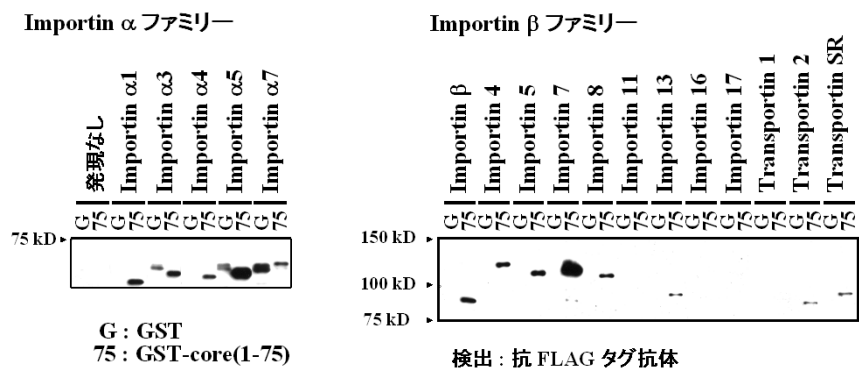 Importin α ファミリー
発現なし
Importin α1
Importin α3
Importin α4
Importin α5
Importin α7
G 75 G 75 G 75 G 75 G 75 G 75
75 kD
G : GST
75 : GST-core(1-75)
Importin β ファミリー
Importin β
Importin 4
Importin 5
Importin 7
Importin 8
Importin 11
Importin 13
Importin 16
Importin 17
Transportin 1
Transportin 2
Transportin SR
G 75 G 75 G 75 G 75 G 75 G 75 G 75 G 75 G 75 G 75 G 75 G 75
150 kD
100 kD
75 kD
検出 : 抗 FLAG タグ抗体